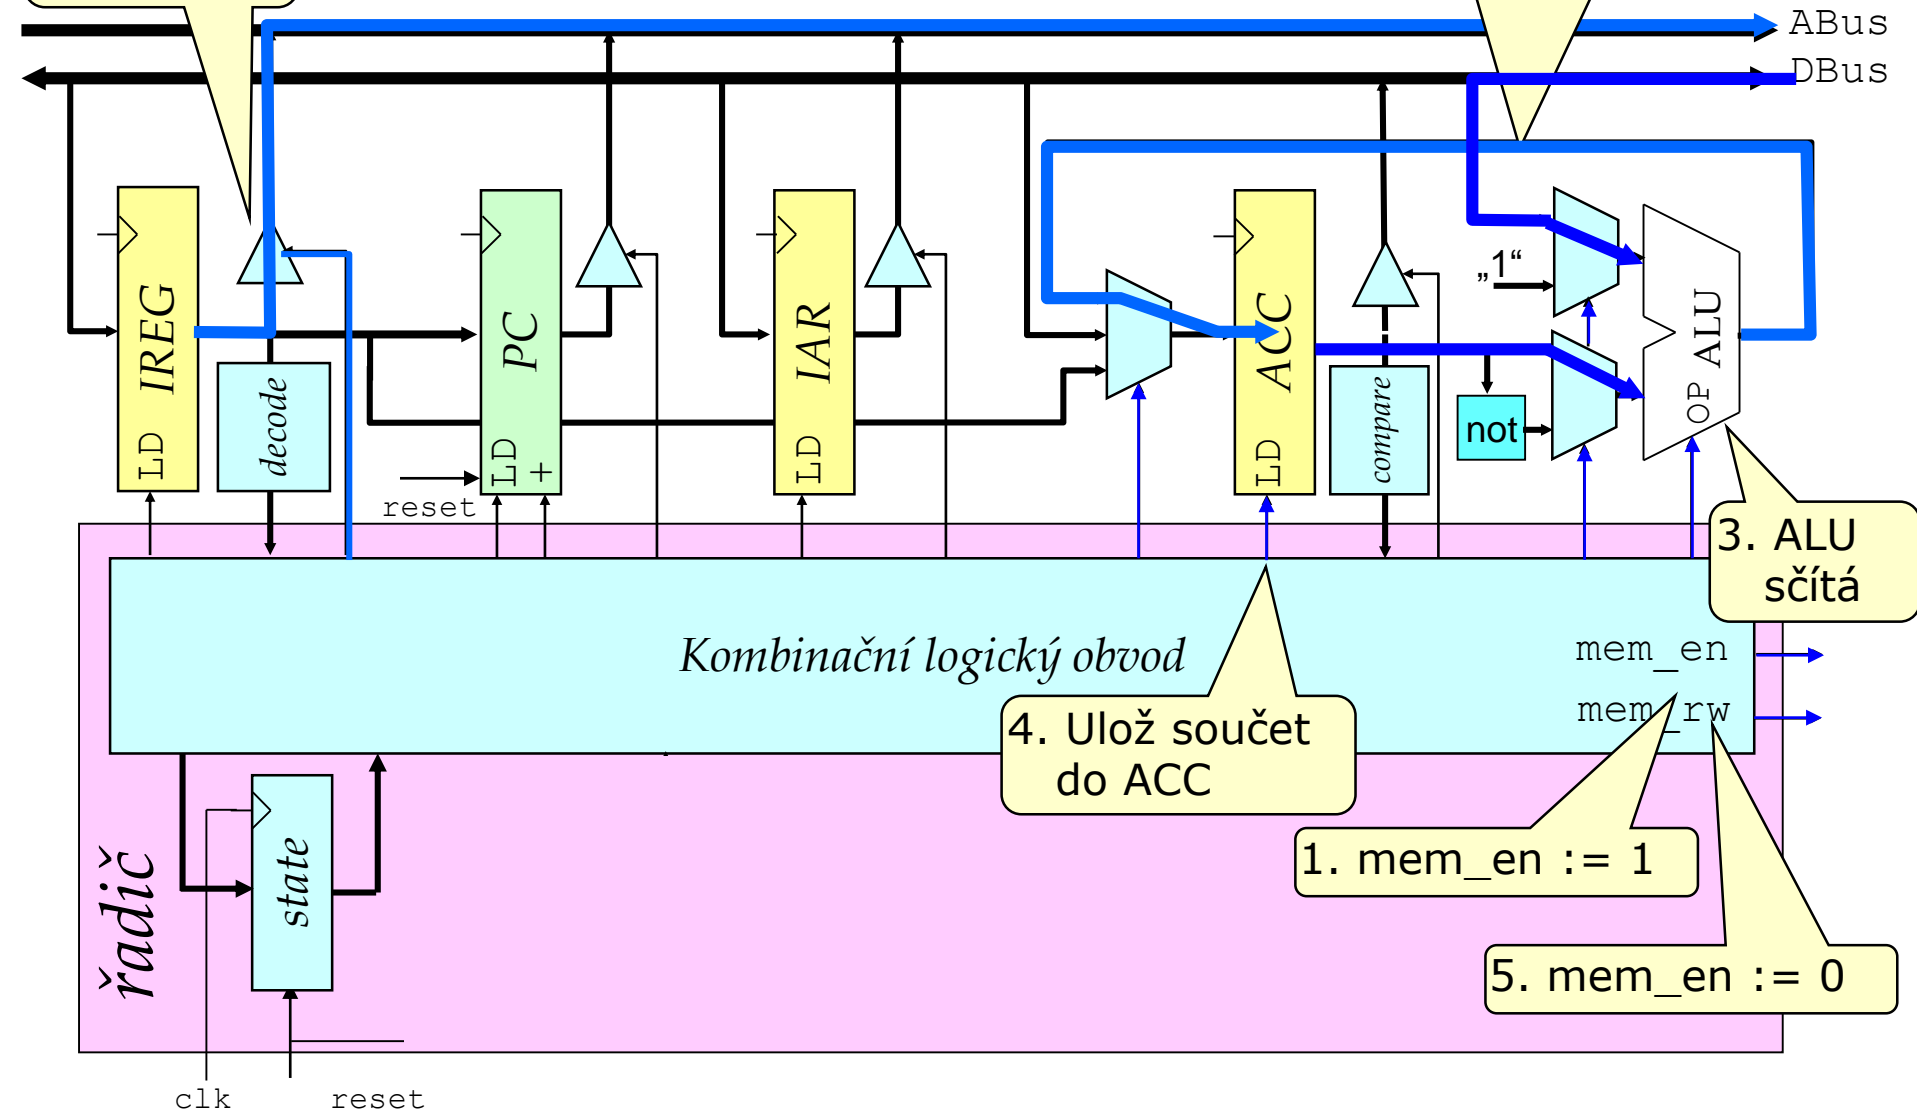 ABus
DBus
„1“
LD IREG
decode
LD + PC
LD IAR
LD ACC
compare
not
OP ALU
reset
3. ALU
sčítá
Kombinační logický obvod
mem_en
mem_rw
4. Ulož součet
do ACC
1. mem_en := 1
5. mem_en := 0
řadič
state
clk
reset